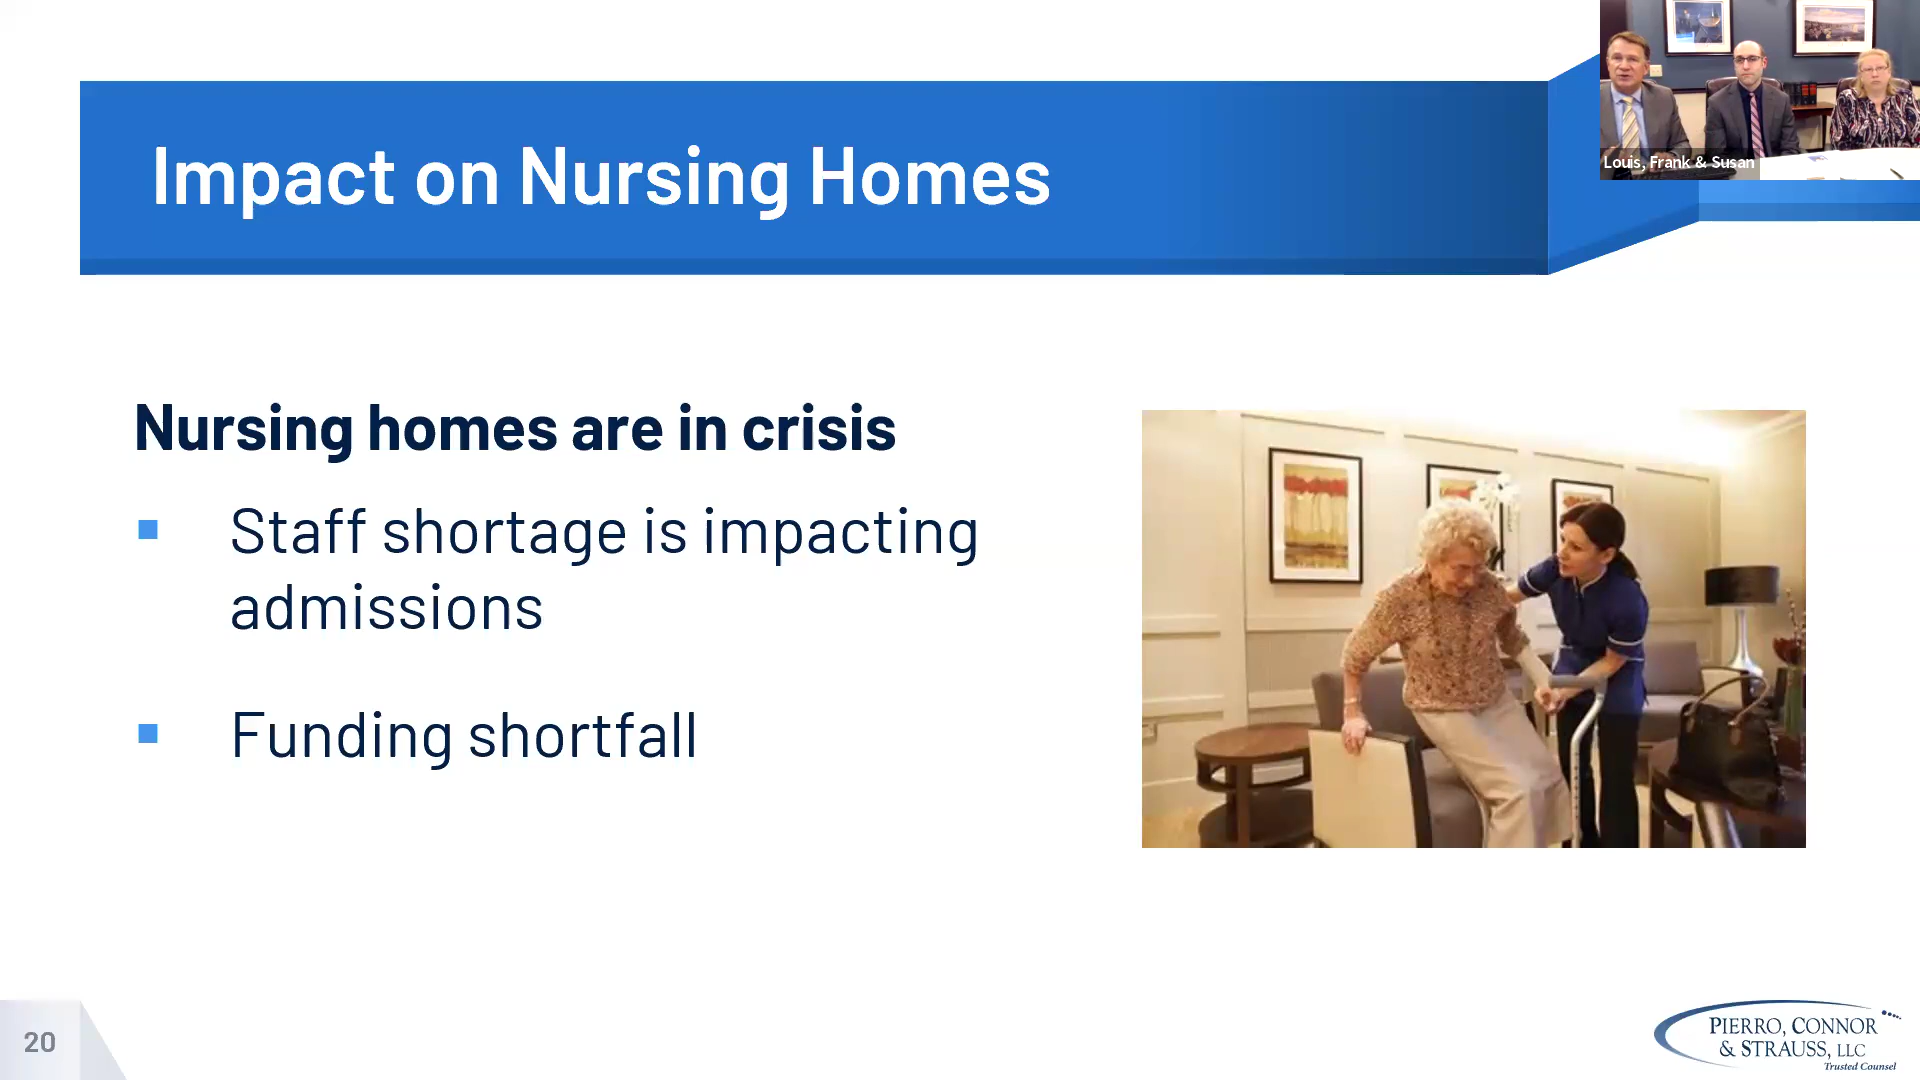 Impact on Nursing Homes
Louis, Frank & Susan
Nursing homes are in crisis
Staff shortage is impacting
admissions
Funding shortfall
20
PIERRO, CONNOR
& STRAUSS, LLC
Trusted Counsel